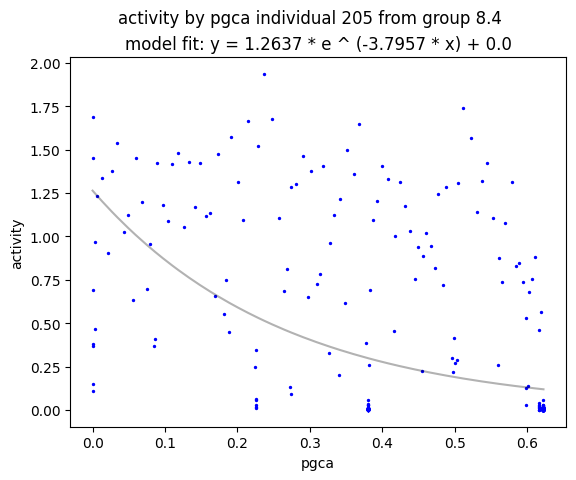 activity by pgca individual 205 from group 8.4
model fit: y = 1.2637 * e ^ (-3.7957 * x) + 0.0
2.00
1.75
1.50
1.25
1.00
0.75
0.50
0.25
0.00
activity
0.0 0.1 0.2 0.3 0.4 0.5 0.6
pgca